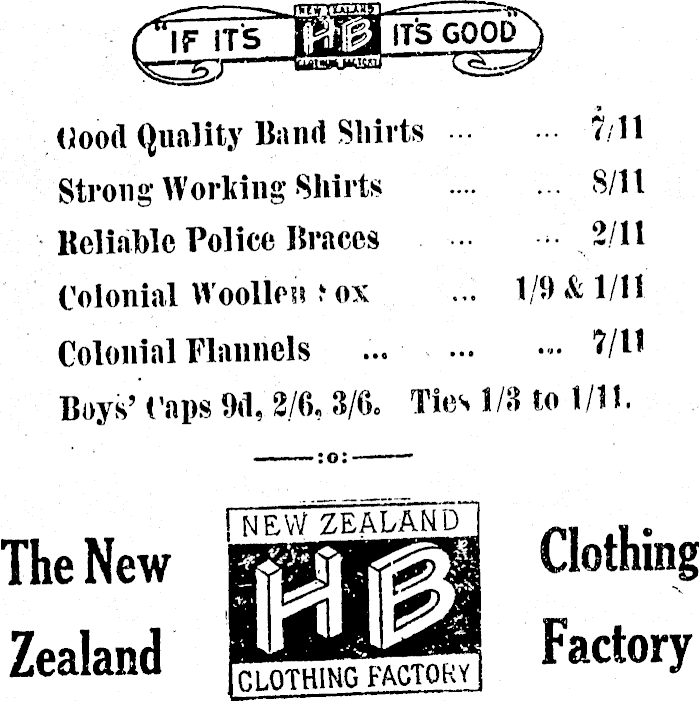 "IF IT'S NEW ZEALAND HB CLOTHING FACTORY IT'S GOOD"
Good Quality Band Shirts ... ... 7/11
Strong Working Shirts .... ... 8/11
Reliable Police Braces ... ... 2/11
Colonial Woollen Sox ... 1/9 & 1/11
Colonial Flannels ... ... ... 7/11
Boys' Caps 9d, 2/6, 3/6. Ties 1/3 to 1/11.
:o:
The New
Zealand
NEW ZEALAND
HB
CLOTHING FACTORY
Clothing
Factory